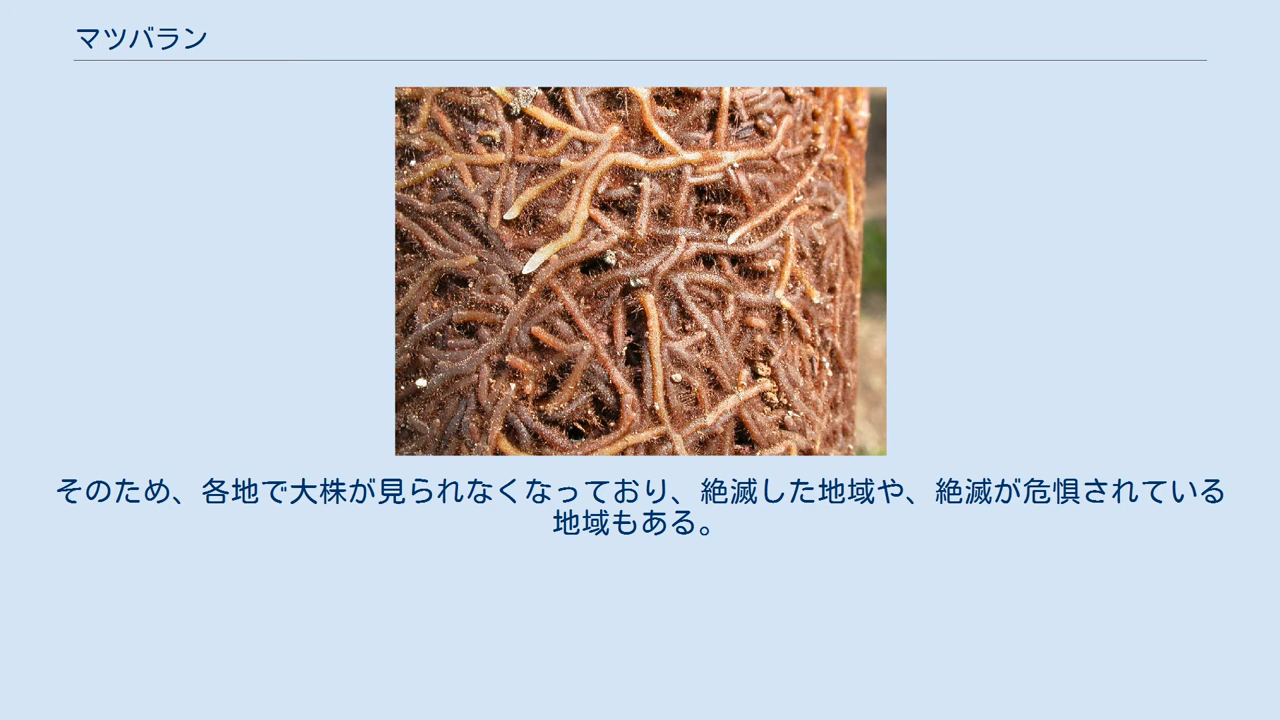 マツバラン
そのため、各地で大株が見られなくなっており、絶滅した地域や、絶滅が危惧されている
地域もある。